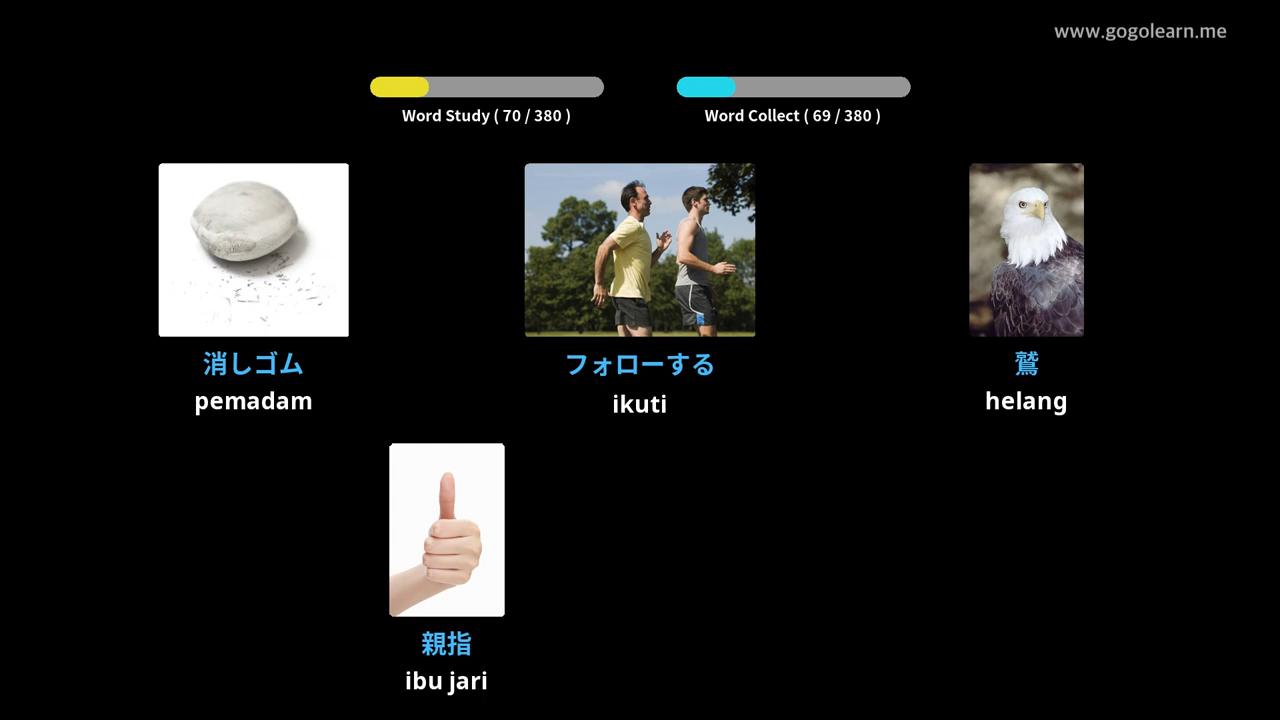 www.gogolearn.me
Word Study ( 70 / 380 )
Word Collect ( 69 / 380 )
消しゴム
pemadam
フォローする
ikuti
鷲
helang
親指
ibu jari